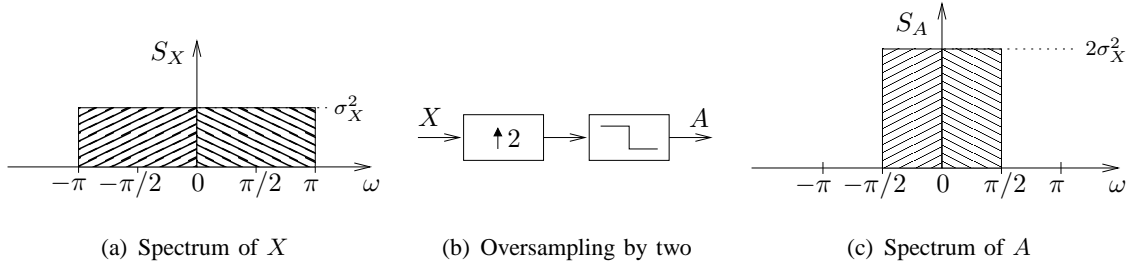 S_X
σ_X^2
−π −π/2 0 π/2 π ω
(a) Spectrum of X
X ↑2 A
(b) Oversampling by two
S_A
2σ_X^2
−π −π/2 0 π/2 π ω
(c) Spectrum of A